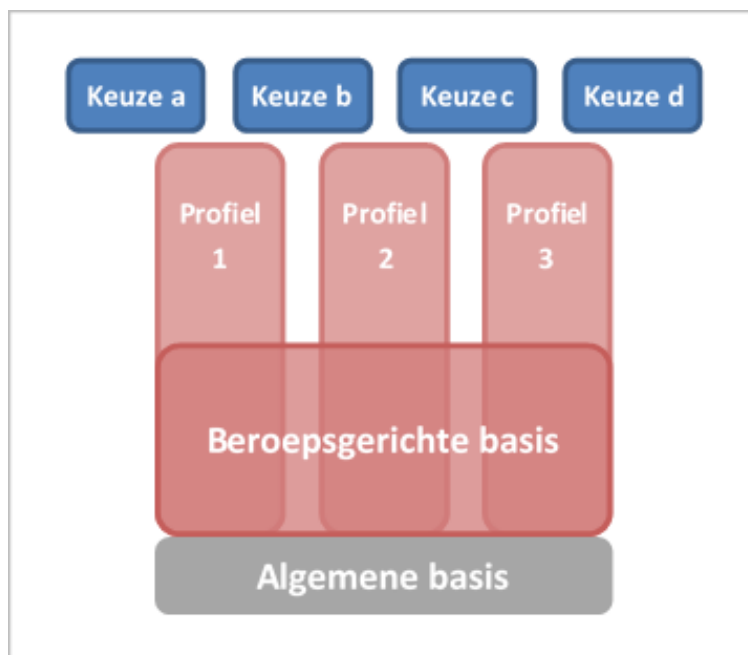 Keuze a
Keuze b
Keuze c
Keuze d
Profiel
1
Profiel
2
Profiel
3
Beroepsgerichte basis
Algemene basis